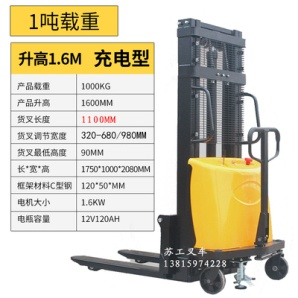 1吨载重
升高1.6M 充电型
产品载重 1000KG
产品升高 1600MM
货叉长度 1100MM
货叉调节宽度 320-680/980MM
货叉最低高度 90MM
长*宽*高 1750*1000*2080MM
框架材料C型钢 120*50*MM
电机大小 1.6KW
电瓶容量 12V120AH
苏工叉车
13815974228